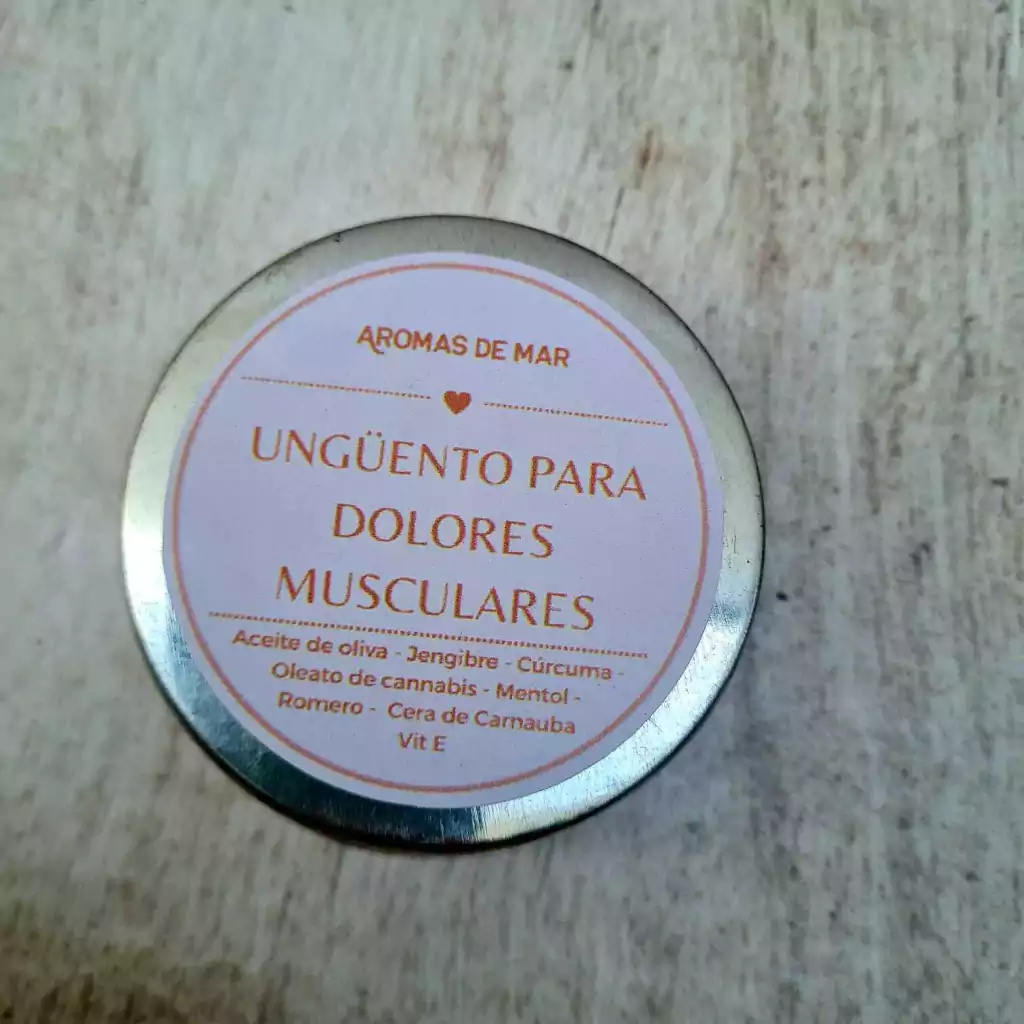 AROMAS DE MAR
UNGÜENTO PARA
DOLORES
MUSCULARES
Aceite de oliva - Jengibre - Cúrcuma -
Oleato de cannabis - Mentol -
Romero - Cera de Carnauba
Vit E